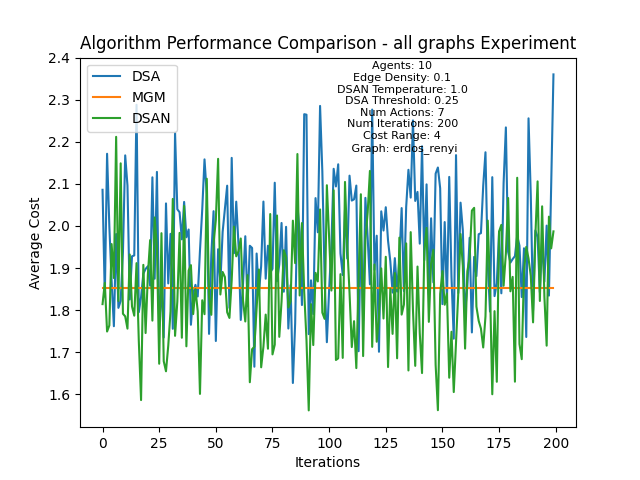 Algorithm Performance Comparison - all graphs Experiment
DSA
MGM
DSAN
Agents: 10
Edge Density: 0.1
DSAN Temperature: 1.0
DSA Threshold: 0.25
Num Actions: 7
Num Iterations: 200
Cost Range: 4
Graph: erdos_renyi
Average Cost
2.4
2.3
2.2
2.1
2.0
1.9
1.8
1.7
1.6
0 25 50 75 100 125 150 175 200
Iterations